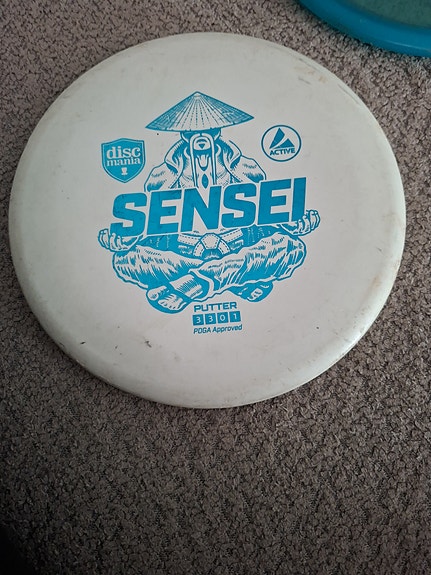 disc
mania
ACTIVE
SENSEI
PUTTER
3 3 0 1
PDGA Approved